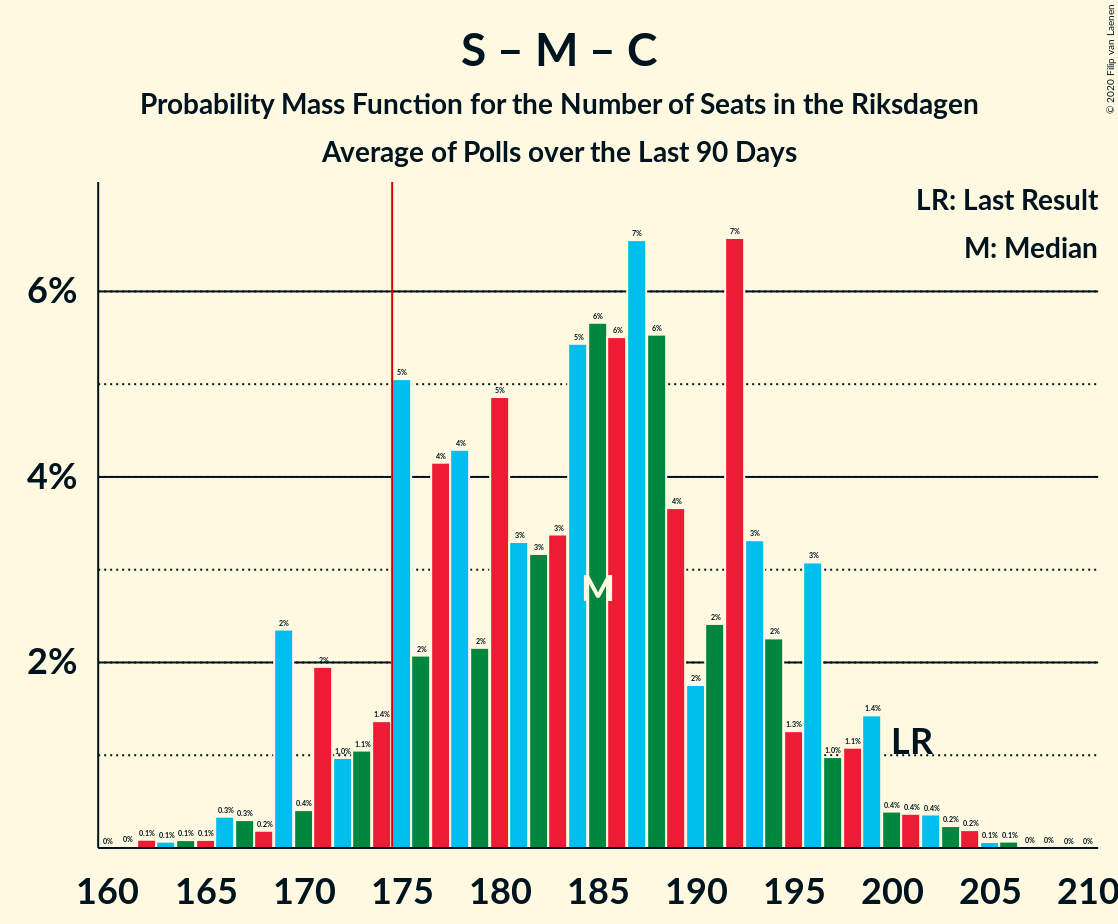 © 2020 Filip van Laenen
S – M – C
Probability Mass Function for the Number of Seats in the Riksdagen
Average of Polls over the Last 90 Days
LR: Last Result
M: Median
6%
4%
2%
0% 0% 0.1% 0.1% 0.1% 0.1% 0.3% 0.3% 0.2% 2% 0.4% 2% 1.0% 1.1% 1.4% 5% 2% 4% 4% 2% 5% 3% 3% 3% 5% 6% 6% 7% 6% 4% 2% 2% 7% 3% 2% 1.3% 3% 1.0% 1.1% 1.4% 0.4% 0.4% 0.4% 0.2% 0.2% 0.1% 0.1% 0% 0% 0% 0%
M
LR
160 165 170 175 180 185 190 195 200 205 210